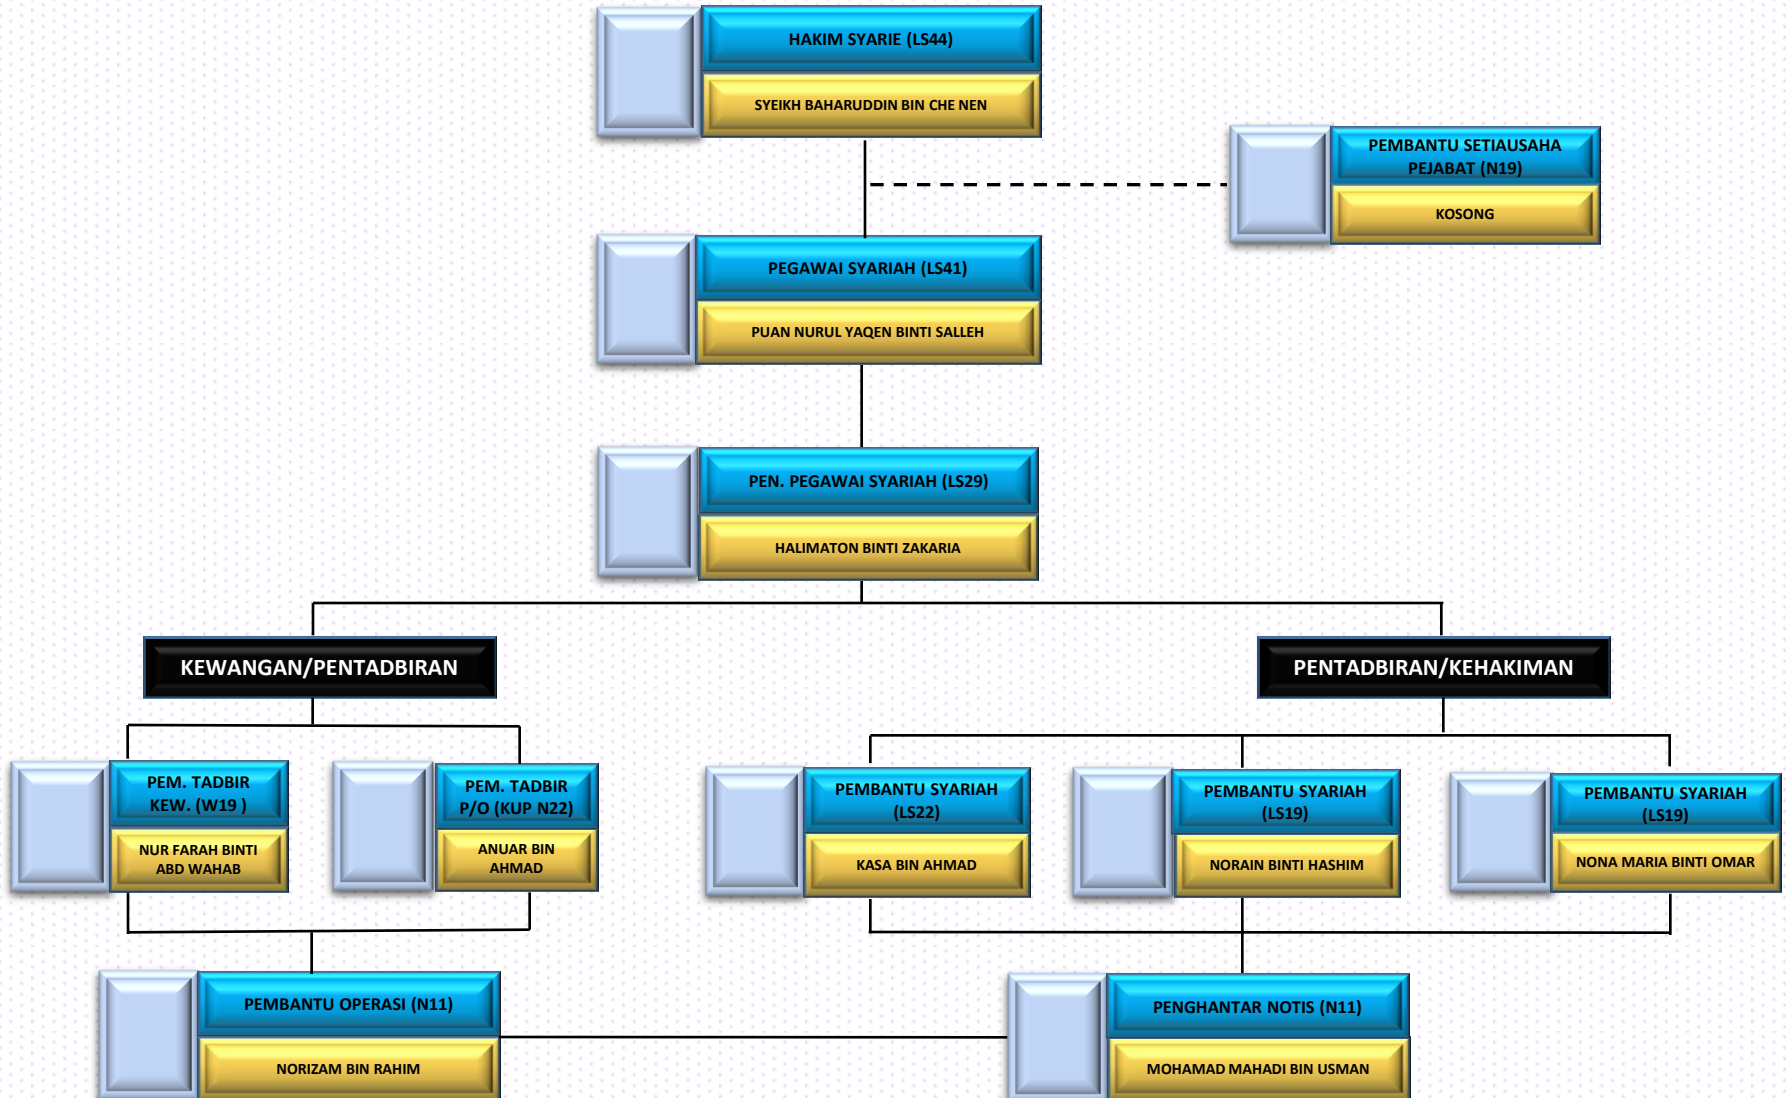 HAKIM SYARIE (LS44)
SYEIKH BAHARUDDIN BIN CHE NEN
PEMBANTU SETIAUSAHA
PEJABAT (N19)
KOSONG
PEGAWAI SYARIAH (LS41)
PUAN NURUL YAQEN BINTI SALLEH
PEN. PEGAWAI SYARIAH (LS29)
HALIMATON BINTI ZAKARIA
KEWANGAN/PENTADBIRAN
PENTADBIRAN/KEHAKIMAN
PEM. TADBIR
KEW. (W19 )
NUR FARAH BINTI
ABD WAHAB
PEM. TADBIR
P/O (KUP N22)
ANUAR BIN
AHMAD
PEMBANTU SYARIAH
(LS22)
KASA BIN AHMAD
PEMBANTU SYARIAH
(LS19)
NORAIN BINTI HASHIM
PEMBANTU SYARIAH
(LS19)
NONA MARIA BINTI OMAR
PEMBANTU OPERASI (N11)
NORIZAM BIN RAHIM
PENGHANTAR NOTIS (N11)
MOHAMAD MAHADI BIN USMAN